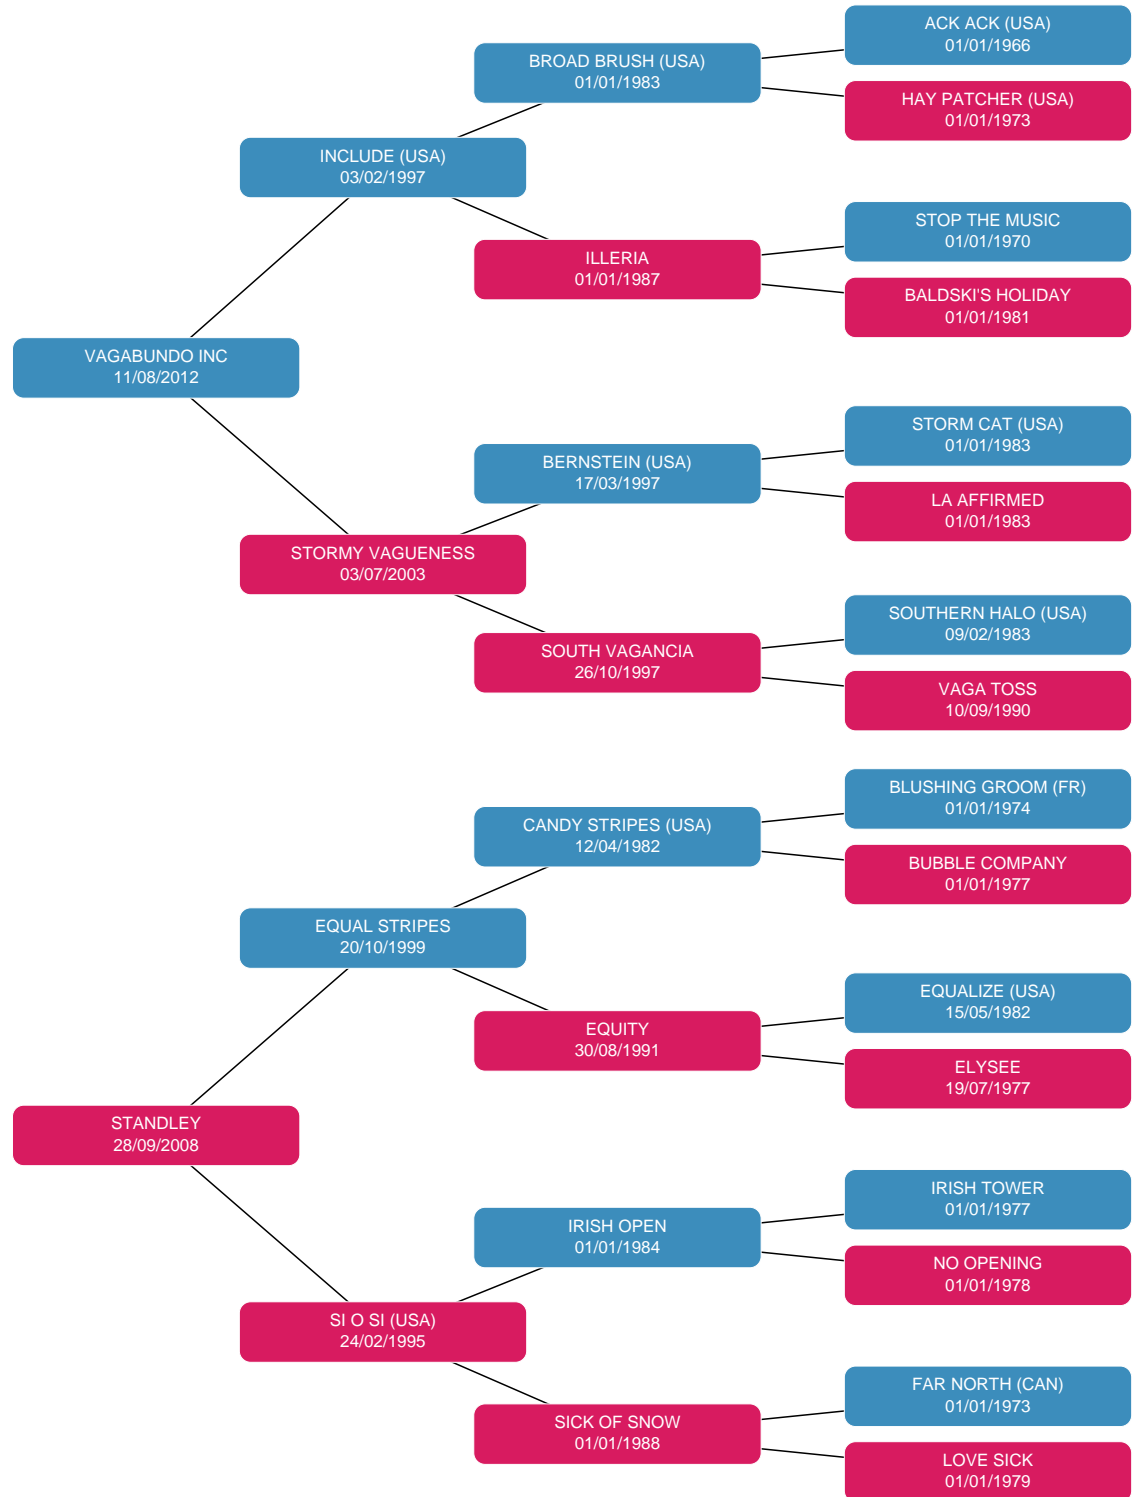 ACK ACK (USA)
01/01/1966
BROAD BRUSH (USA)
01/01/1983
HAY PATCHER (USA)
01/01/1973
INCLUDE (USA)
03/02/1997
STOP THE MUSIC
01/01/1970
ILLERIA
01/01/1987
BALDSKI'S HOLIDAY
01/01/1981
VAGABUNDO INC
11/08/2012
STORM CAT (USA)
01/01/1983
BERNSTEIN (USA)
17/03/1997
LA AFFIRMED
01/01/1983
STORMY VAGUENESS
03/07/2003
SOUTHERN HALO (USA)
09/02/1983
SOUTH VAGANCIA
26/10/1997
VAGA TOSS
10/09/1990
BLUSHING GROOM (FR)
01/01/1974
CANDY STRIPES (USA)
12/04/1982
BUBBLE COMPANY
01/01/1977
EQUAL STRIPES
20/10/1999
EQUALIZE (USA)
15/05/1982
EQUITY
30/08/1991
ELYSEE
19/07/1977
STANDLEY
28/09/2008
IRISH TOWER
01/01/1977
IRISH OPEN
01/01/1984
NO OPENING
01/01/1978
SI O SI (USA)
24/02/1995
FAR NORTH (CAN)
01/01/1973
SICK OF SNOW
01/01/1988
LOVE SICK
01/01/1979